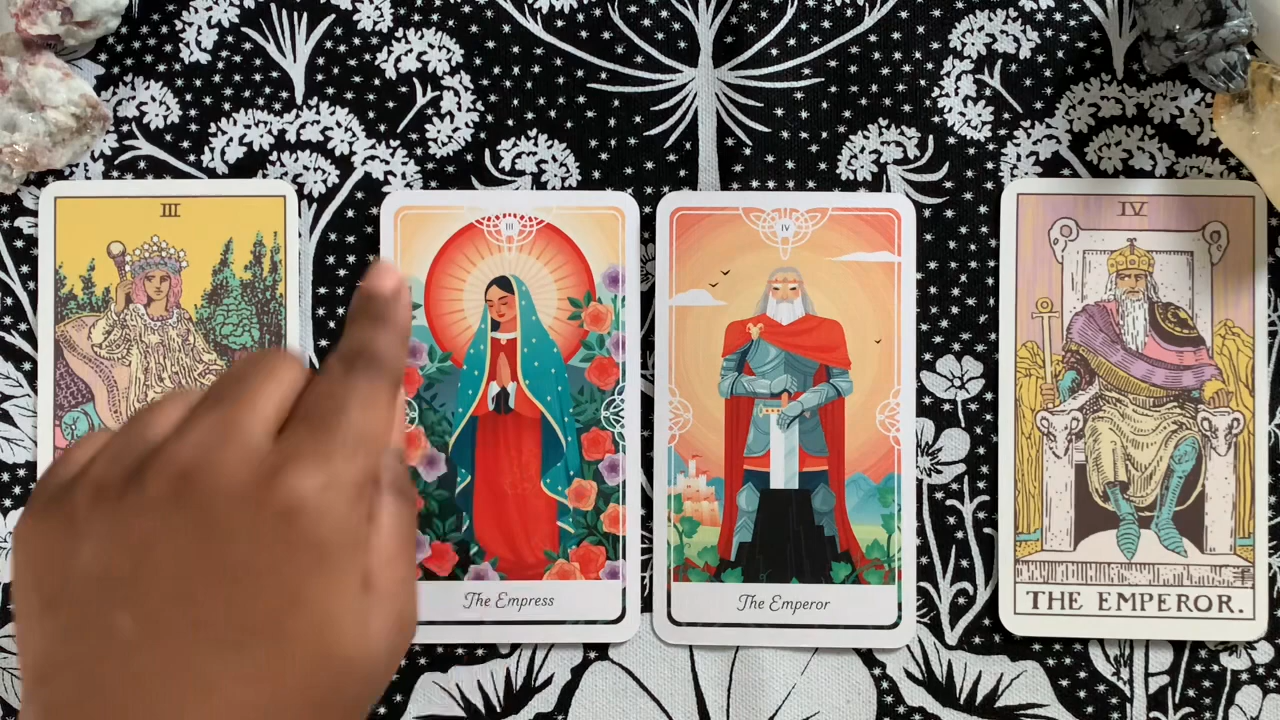 III
III
The Empress
IV
The Emperor
IV
THE EMPEROR.